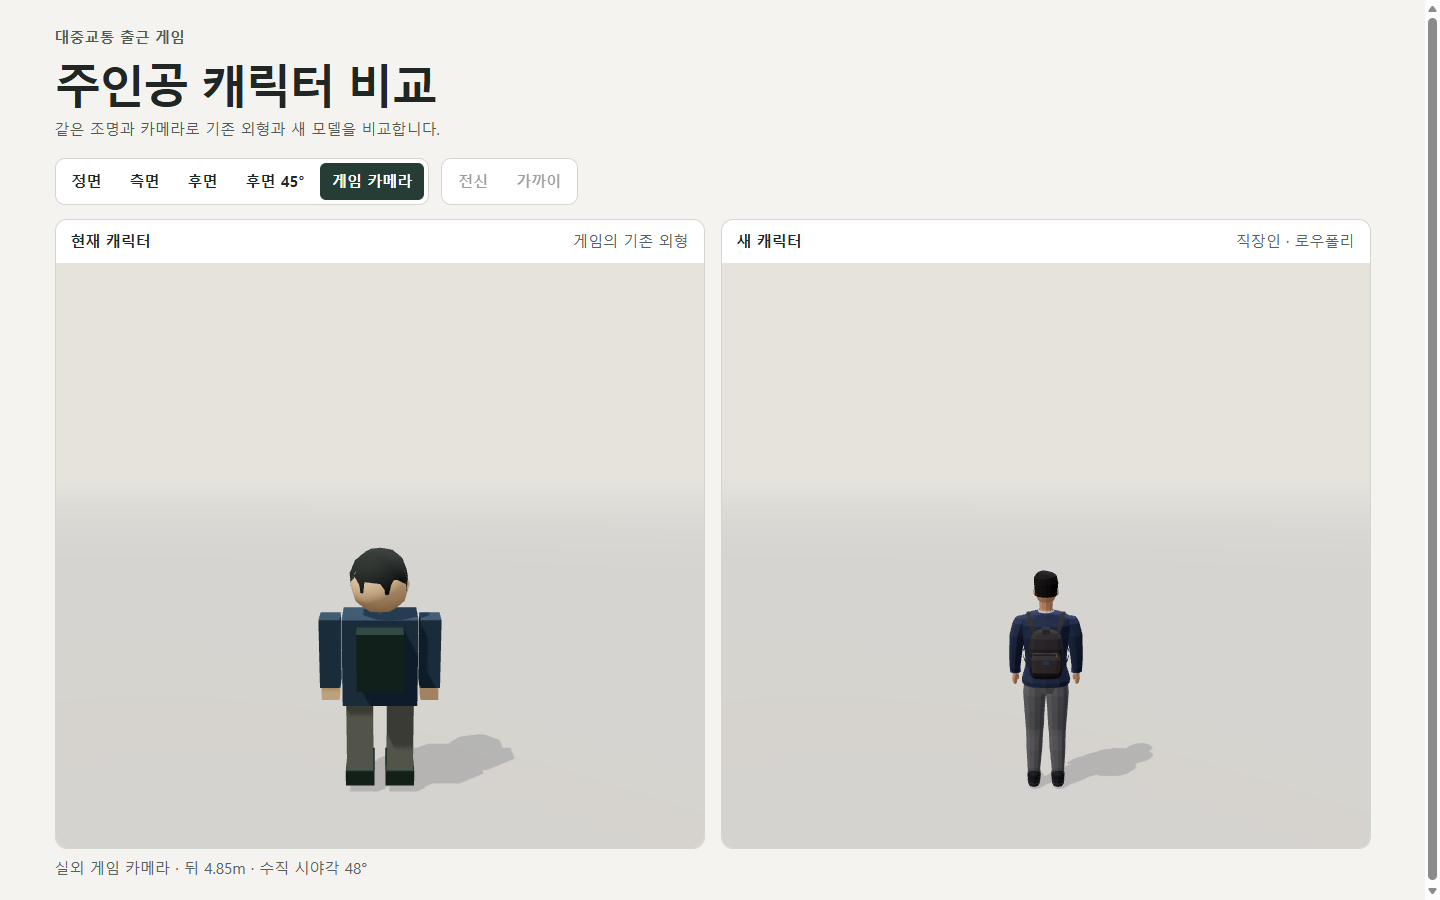 대중교통 출근 게임
주인공 캐릭터 비교
같은 조명과 카메라로 기존 외형과 새 모델을 비교합니다.
정면 측면 후면 후면 45° 게임 카메라 전신 가까이
현재 캐릭터 게임의 기존 외형
새 캐릭터 직장인 · 로우폴리
실외 게임 카메라 · 뒤 4.85m · 수직 시야각 48°